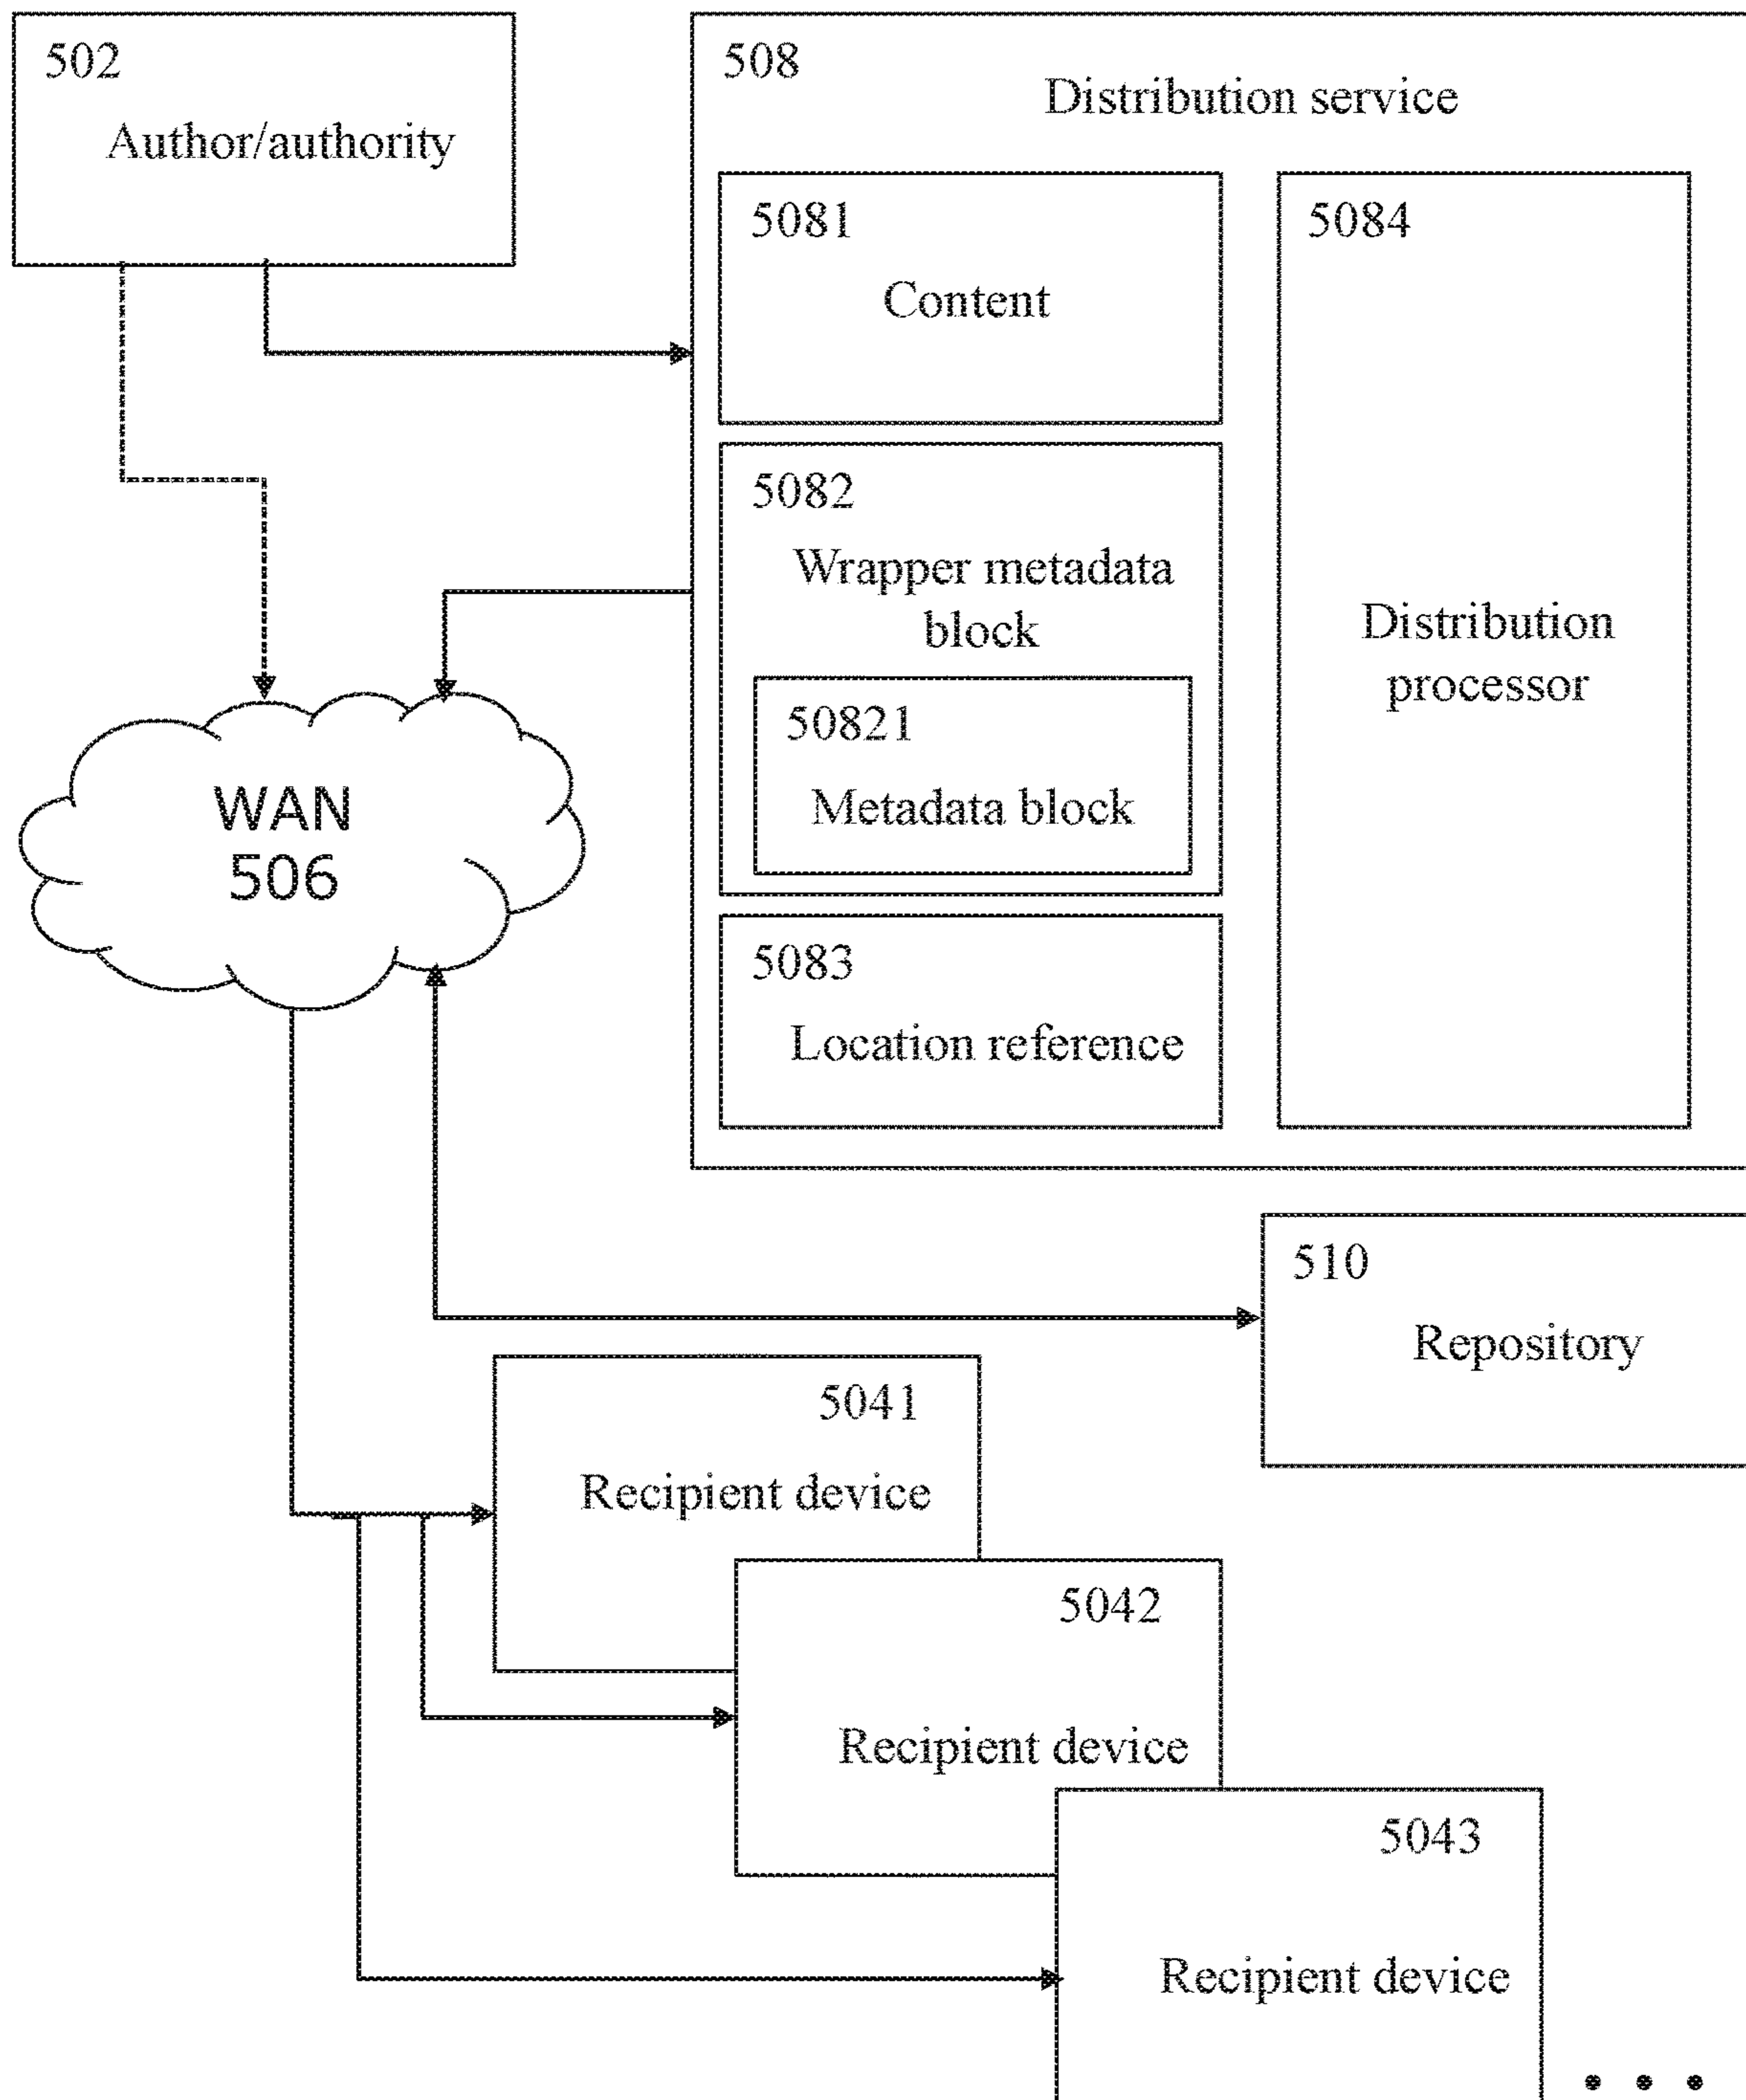 502
Author/authority
508
Distribution service
5081
Content
5084
Distribution
processor
5082
Wrapper metadata
block
50821
Metadata block
5083
Location reference
WAN
506
510
Repository
5041
Recipient device
5042
Recipient device
5043
Recipient device